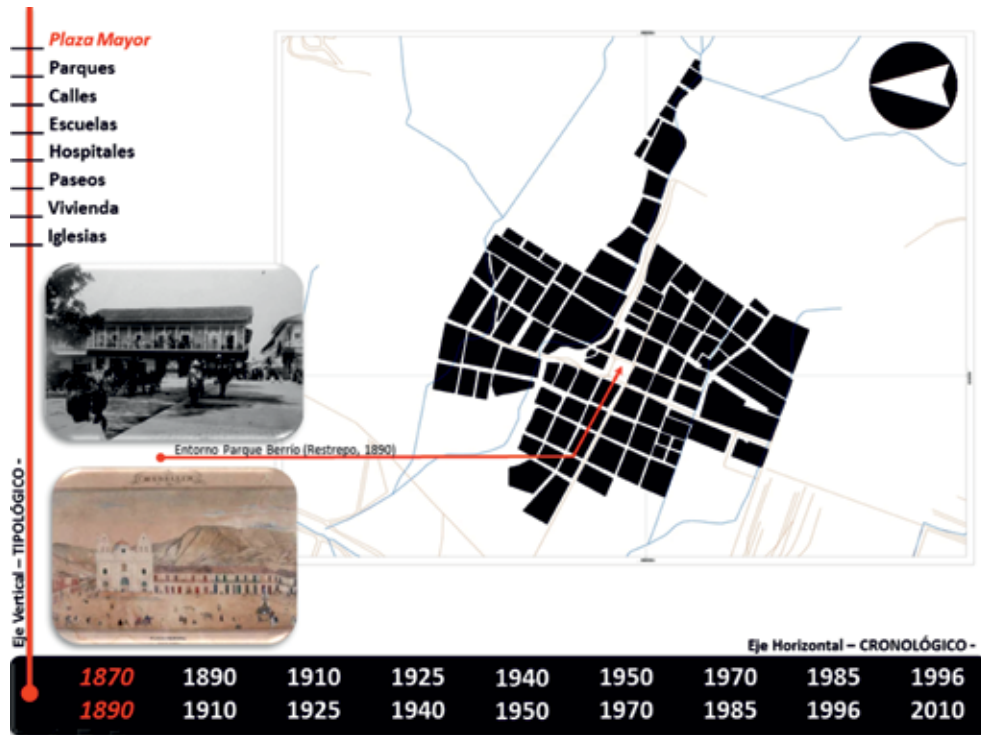 Plaza Mayor
Parques
Calles
Escuelas
Hospitales
Paseos
Vivienda
Iglesias
Entorno Parque Berrío (Restrepo, 1890)
MEDELLIN
Eje Vertical – TIPOLÓGICO -
Eje Horizontal – CRONOLÓGICO -
1870 1890 1910 1925 1940 1950 1970 1985 1996
1890 1910 1925 1940 1950 1970 1985 1996 2010